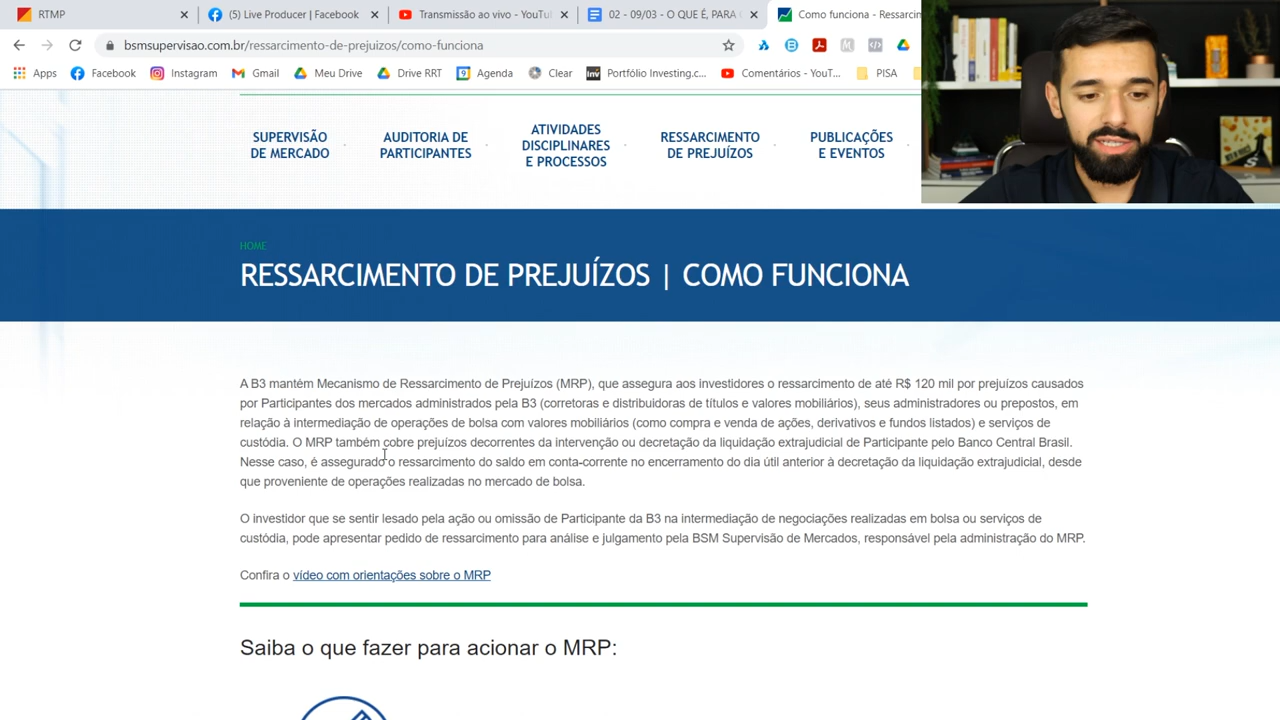 RTMP
(5) Live Producer | Facebook
Transmissão ao vivo - YouTu
02 - 09/03 - O QUE É, PARA
Como funciona - Ressarcim
bsmsupervisao.com.br/ressarcimento-de-prejuizos/como-funciona
Apps
Facebook
Instagram
Gmail
Meu Drive
Drive RRT
Agenda
Clear
Inv
Portfólio Investing.c...
Comentários - YouT...
PISA
SUPERVISÃO
DE MERCADO
AUDITORIA DE
PARTICIPANTES
ATIVIDADES
DISCIPLINARES
E PROCESSOS
RESSARCIMENTO
DE PREJUÍZOS
PUBLICAÇÕES
E EVENTOS
HOME
RESSARCIMENTO DE PREJUÍZOS | COMO FUNCIONA
A B3 mantém Mecanismo de Ressarcimento de Prejuízos (MRP), que assegura aos investidores o ressarcimento de até R$ 120 mil por prejuízos causados
por Participantes dos mercados administrados pela B3 (corretoras e distribuidoras de títulos e valores mobiliários), seus administradores ou prepostos, em
relação à intermediação de operações de bolsa com valores mobiliários (como compra e venda de ações, derivativos e fundos listados) e serviços de
custódia. O MRP também cobre prejuízos decorrentes da intervenção ou decretação da liquidação extrajudicial de Participante pelo Banco Central Brasil.
Nesse caso, é assegurado o ressarcimento do saldo em conta-corrente no encerramento do dia útil anterior à decretação da liquidação extrajudicial, desde
que proveniente de operações realizadas no mercado de bolsa.
O investidor que se sentir lesado pela ação ou omissão de Participante da B3 na intermediação de negociações realizadas em bolsa ou serviços de
custódia, pode apresentar pedido de ressarcimento para análise e julgamento pela BSM Supervisão de Mercados, responsável pela administração do MRP.
Confira o vídeo com orientações sobre o MRP
Saiba o que fazer para acionar o MRP: